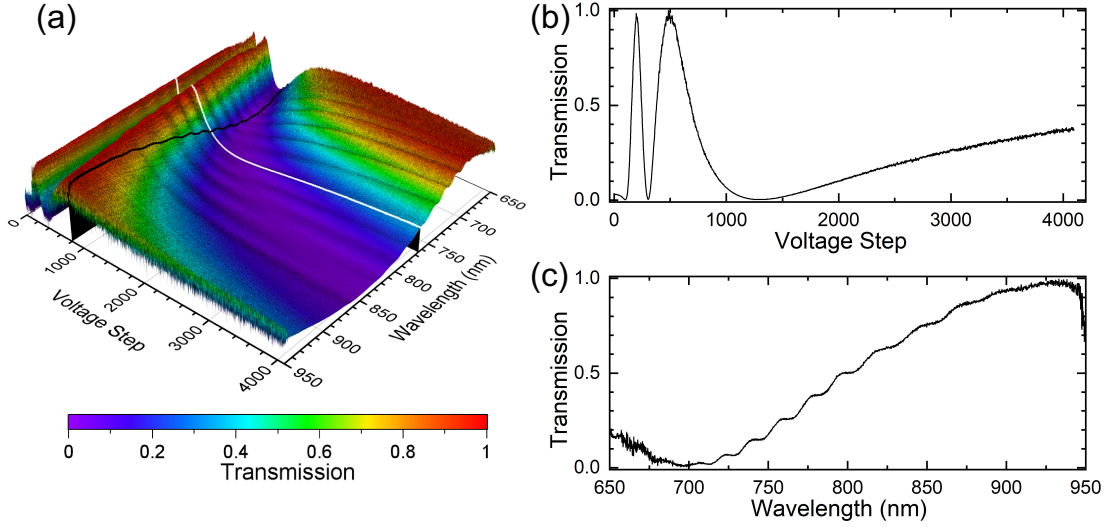 (a)
0
1000
2000
3000
4000
Voltage Step
650
700
750
800
850
900
950
Wavelength (nm)
0 0.2 0.4 0.6 0.8 1
Transmission
(b)
1.0
0.5
0.0
Transmission
0 1000 2000 3000 4000
Voltage Step
(c)
1.0
0.5
0.0
Transmission
650 700 750 800 850 900 950
Wavelength (nm)